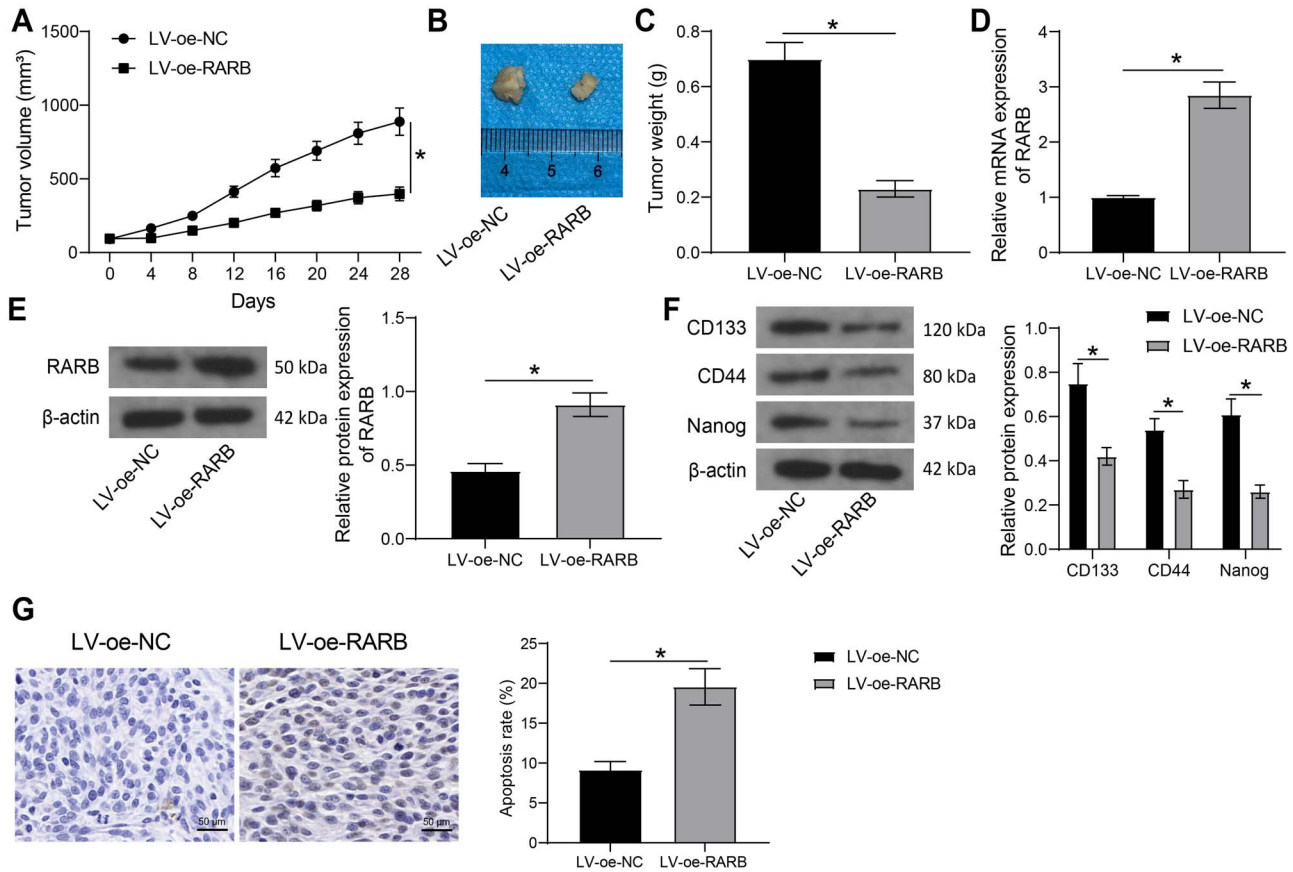 A
Tumor volume (mm³)
1500
1000
500
0
LV-oe-NC
LV-oe-RARB
*
0 4 8 12 16 20 24 28
Days
B
4 5 6
LV-oe-NC
LV-oe-RARB
C
Tumor weight (g)
0.8
0.6
0.4
0.2
0.0
*
LV-oe-NC LV-oe-RARB
D
Relative mRNA expression
of RARB
4
3
2
1
0
*
LV-oe-NC LV-oe-RARB
E
RARB 50 kDa
β-actin 42 kDa
LV-oe-NC
LV-oe-RARB
Relative protein expression
of RARB
1.5
1.0
0.5
0.0
*
LV-oe-NC LV-oe-RARB
F
CD133 120 kDa
CD44 80 kDa
Nanog 37 kDa
β-actin 42 kDa
LV-oe-NC
LV-oe-RARB
LV-oe-NC
LV-oe-RARB
Relative protein expression
1.0
0.8
0.6
0.4
0.2
0.0
* * *
CD133 CD44 Nanog
G
LV-oe-NC LV-oe-RARB
50 μm 50 μm
Apoptosis rate (%)
25
20
15
10
5
0
*
LV-oe-NC LV-oe-RARB
LV-oe-NC
LV-oe-RARB